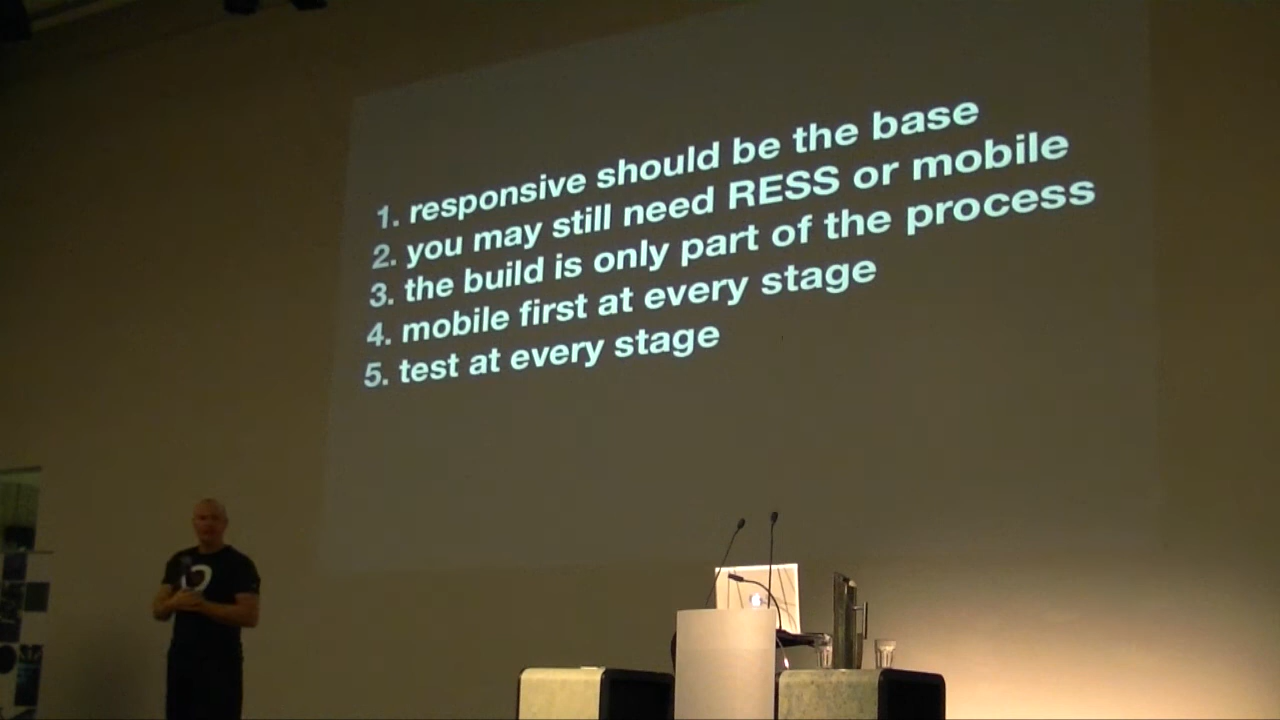 1. responsive should be the base
2. you may still need RESS or mobile
3. the build is only part of the process
4. mobile first at every stage
5. test at every stage